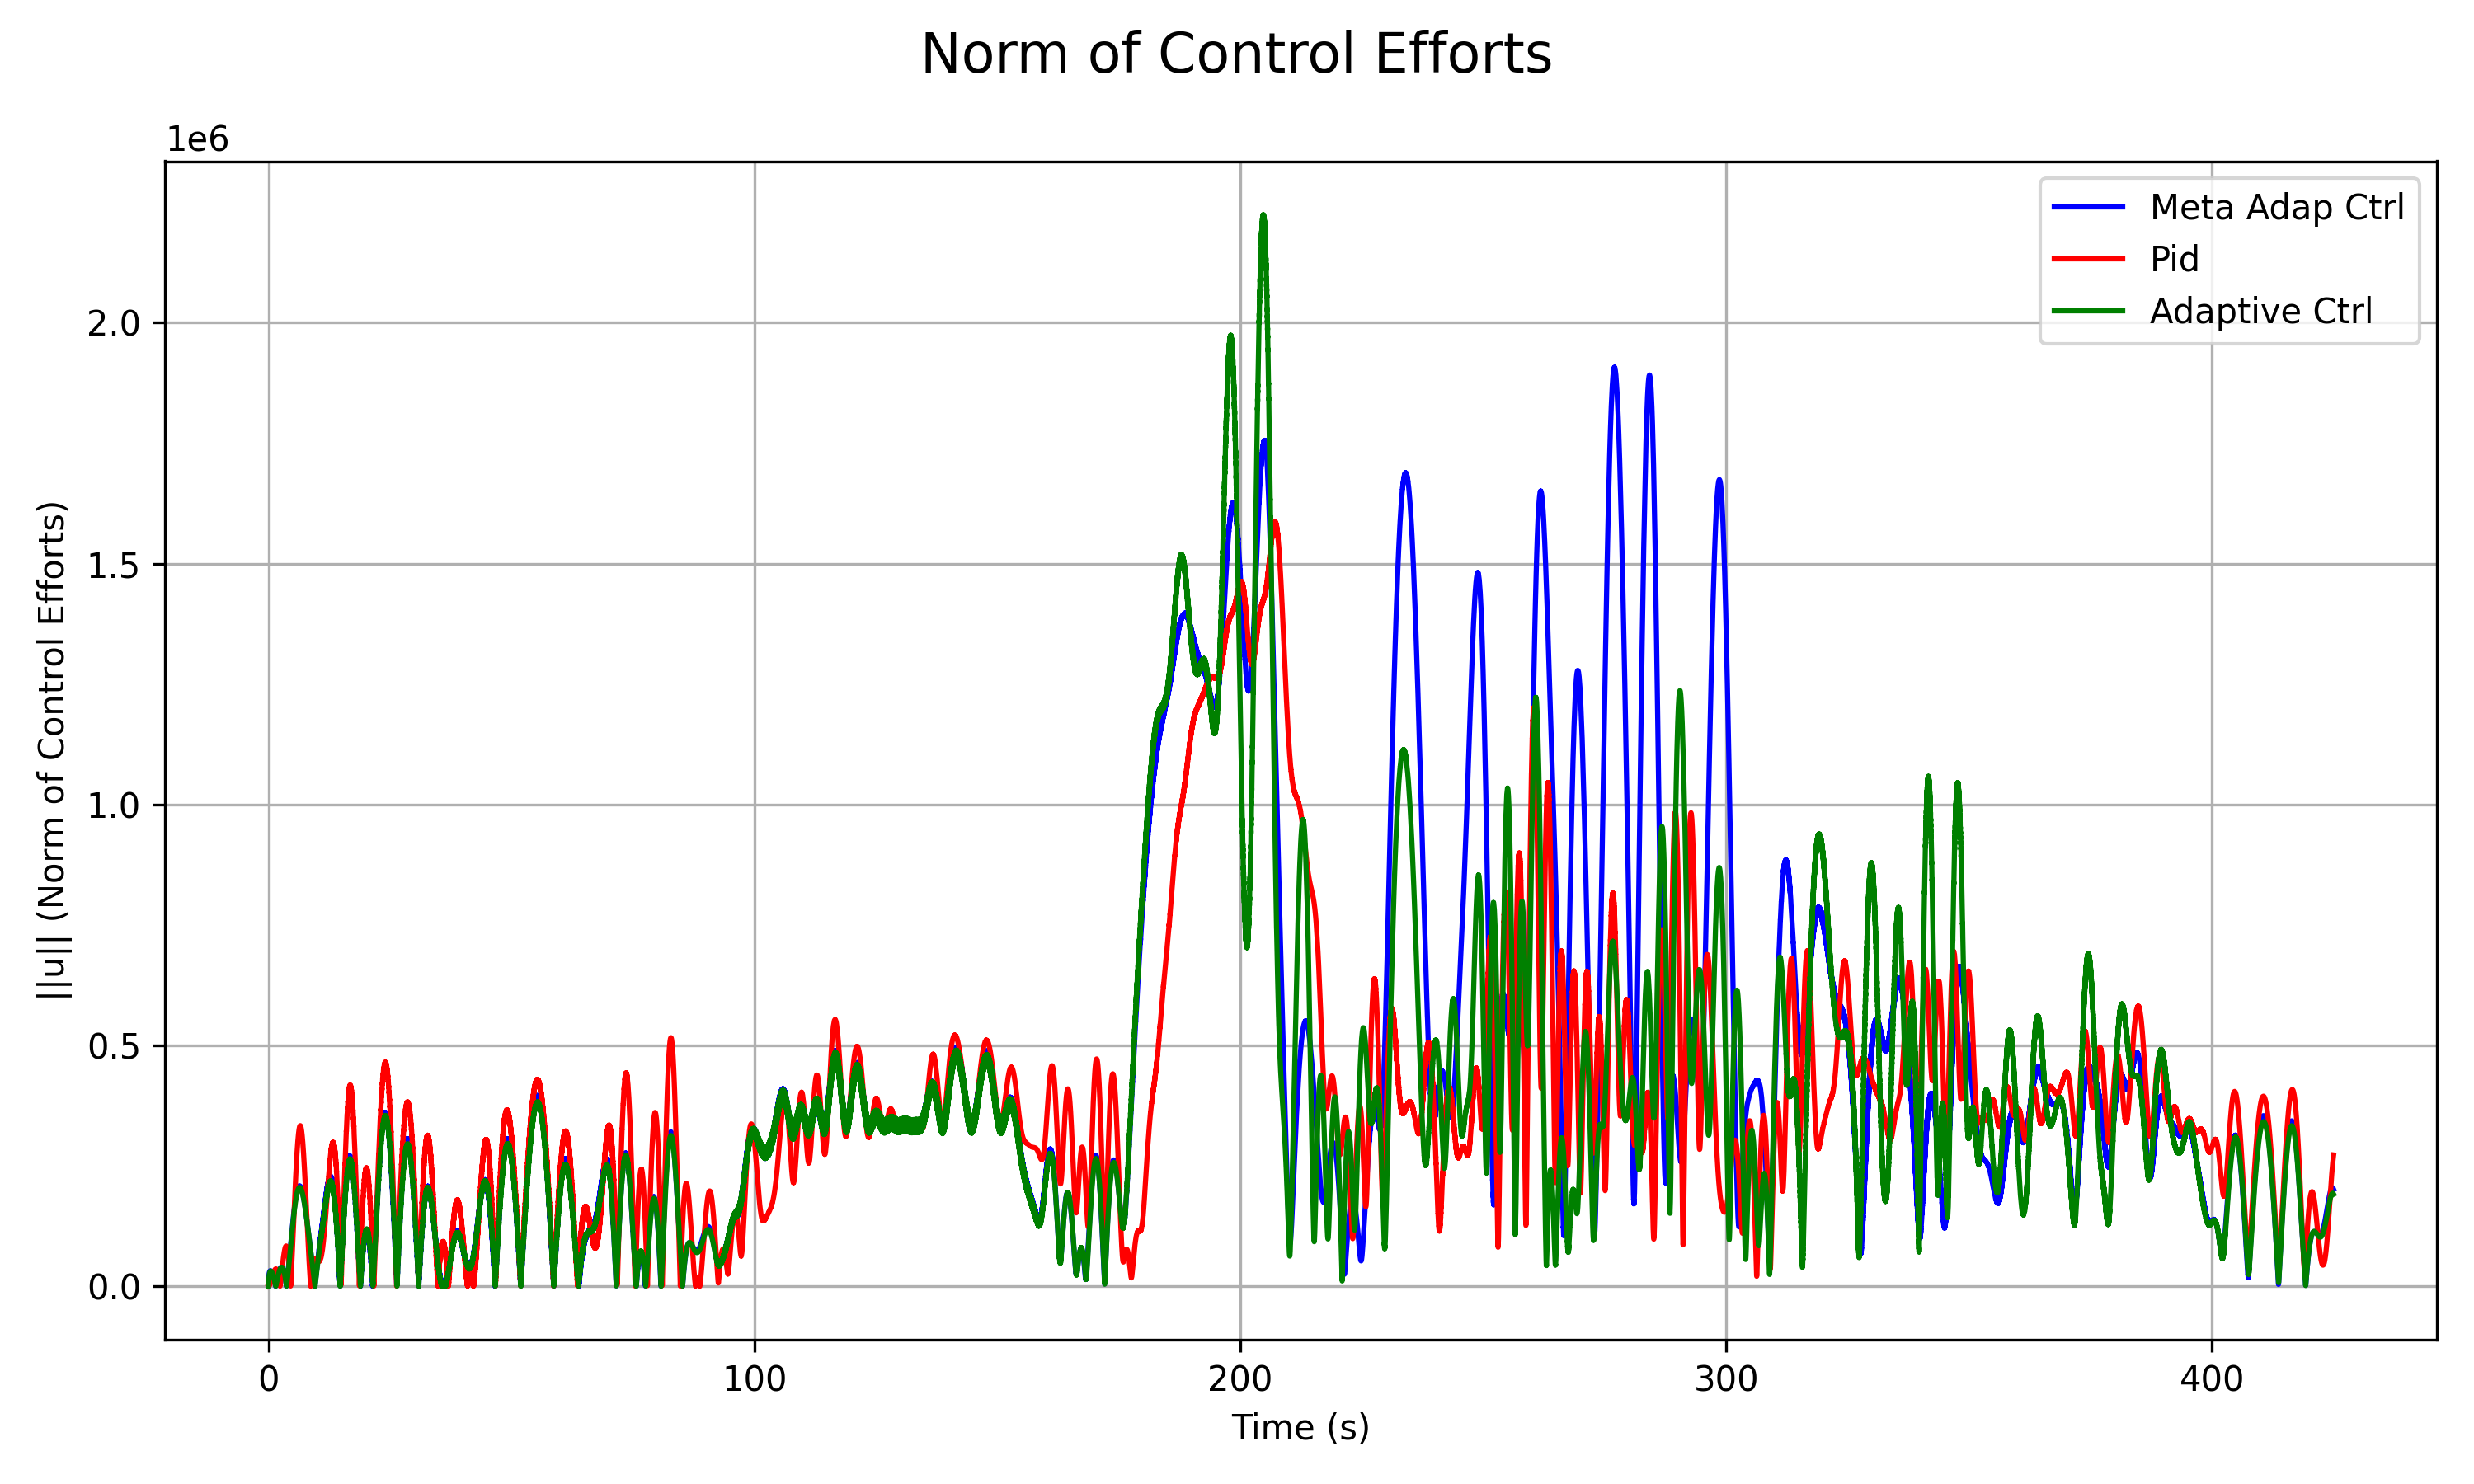 Norm of Control Efforts
1e6
Meta Adap Ctrl
Pid
Adaptive Ctrl
||u|| (Norm of Control Efforts)
2.0
1.5
1.0
0.5
0.0
0 100 200 300 400
Time (s)